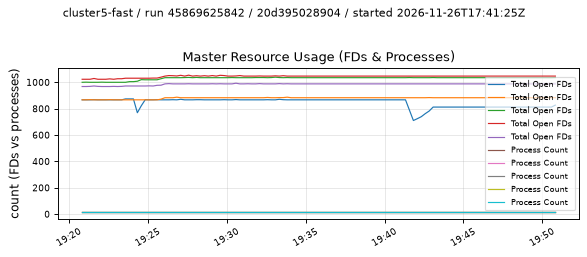 cluster5-fast / run 45869625842 / 20d395028904 / started 2026-11-26T17:41:25Z
Master Resource Usage (FDs & Processes)
count (FDs vs processes)
1000
800
600
400
200
0
19:20
19:25
19:30
19:35
19:40
19:45
19:50
Total Open FDs
Total Open FDs
Total Open FDs
Total Open FDs
Total Open FDs
Process Count
Process Count
Process Count
Process Count
Process Count